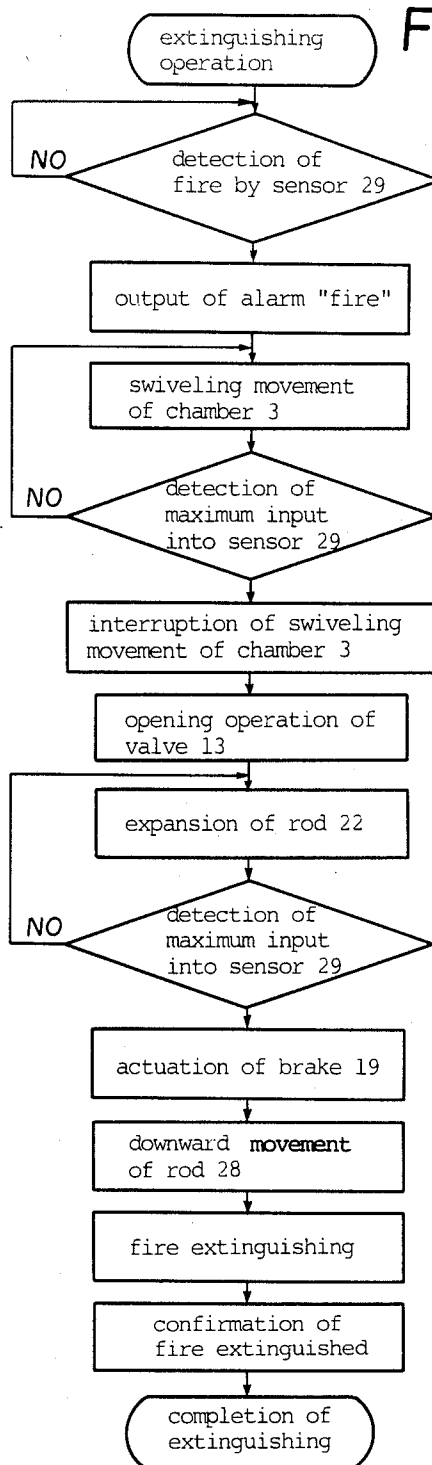 F
extinguishing
operation
NO
detection of
fire by sensor 29
output of alarm "fire"
swiveling movement
of chamber 3
NO
detection of
maximum input
into sensor 29
interruption of swiveling
movement of chamber 3
opening operation of
valve 13
expansion of rod 22
NO
detection of
maximum input
into sensor 29
actuation of brake 19
downward movement
of rod 28
fire extinguishing
confirmation of
fire extinguished
completion of
extinguishing